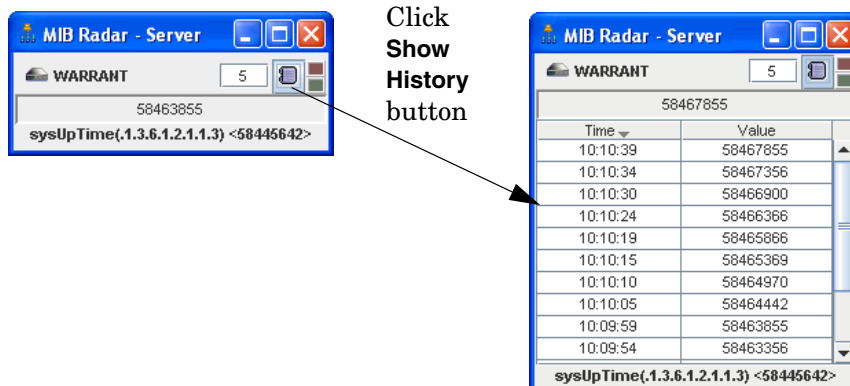 MIB Radar - Server
WARRANT 5
58463855
sysUpTime(.1.3.6.1.2.1.1.3) <58445642>
Click
Show
History
button
MIB Radar - Server
WARRANT 5
58467855
Time Value
10:10:39 58467855
10:10:34 58467356
10:10:30 58466900
10:10:24 58466366
10:10:19 58465866
10:10:15 58465369
10:10:10 58464970
10:10:05 58464442
10:09:59 58463855
10:09:54 58463356
sysUpTime(.1.3.6.1.2.1.1.3) <58445642>